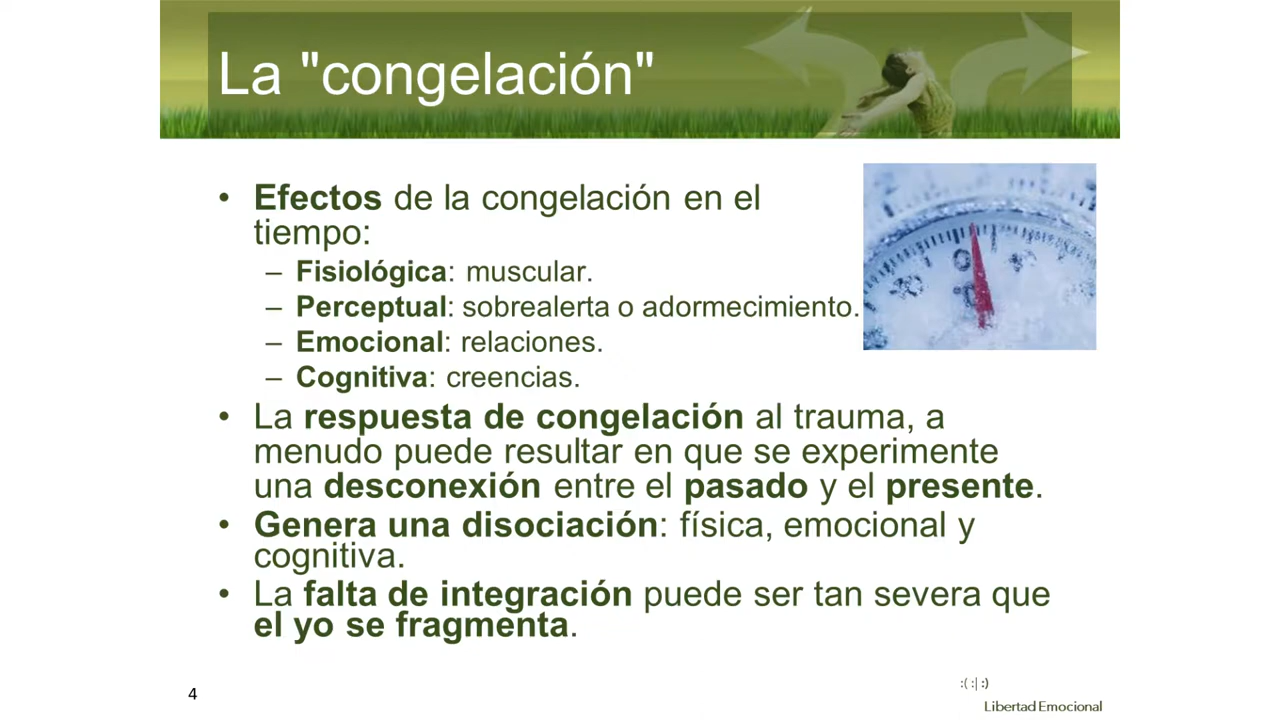 La "congelación"
• Efectos de la congelación en el
tiempo:
– Fisiológica: muscular.
– Perceptual: sobrealerta o adormecimiento.
– Emocional: relaciones.
– Cognitiva: creencias.
• La respuesta de congelación al trauma, a
menudo puede resultar en que se experimente
una desconexión entre el pasado y el presente.
• Genera una disociación: física, emocional y
cognitiva.
• La falta de integración puede ser tan severa que
el yo se fragmenta.
4
:( :| :)
Libertad Emocional